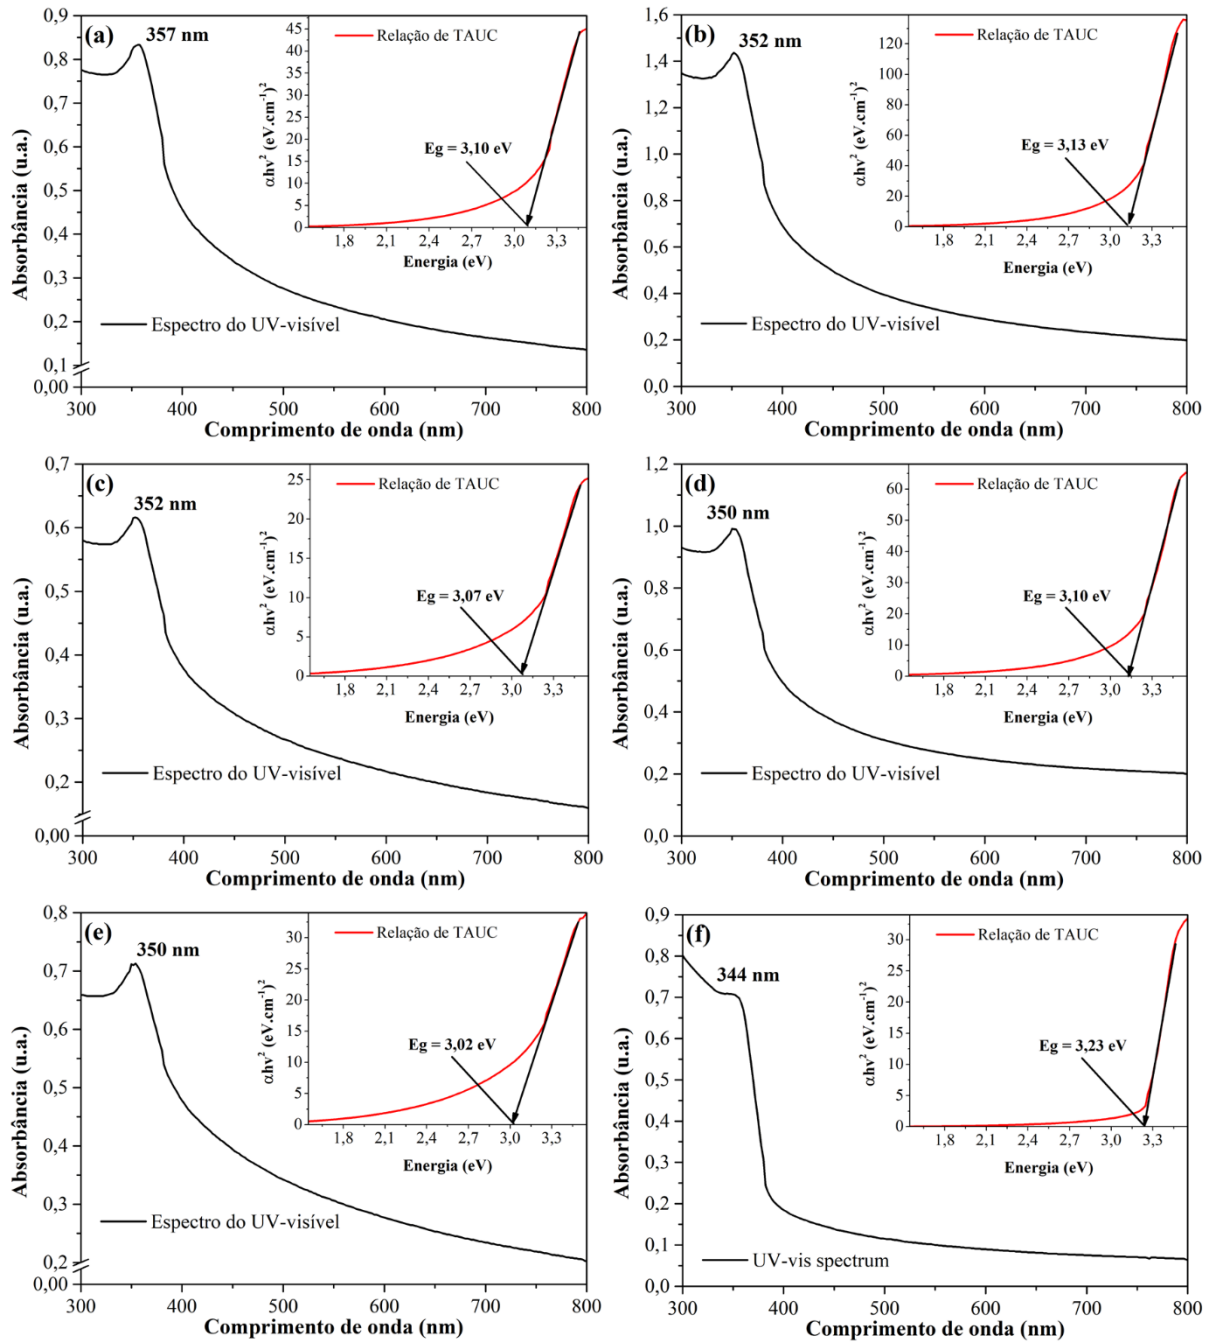 (a)
357 nm
Relação de TAUC
Eg = 3,10 eV
αhν² (eV.cm⁻¹)²
45
40
35
30
25
20
15
10
5
0
1,8 2,1 2,4 2,7 3,0 3,3
Energia (eV)
Absorbância (u.a.)
0,9
0,8
0,7
0,6
0,5
0,4
0,3
0,2
0,1
0,00
Espectro do UV-visível
300 400 500 600 700 800
Comprimento de onda (nm)
(b)
352 nm
Relação de TAUC
Eg = 3,13 eV
αhν² (eV.cm⁻¹)²
120
100
80
60
40
20
0
1,8 2,1 2,4 2,7 3,0 3,3
Energia (eV)
Absorbância (u.a.)
1,6
1,4
1,2
1,0
0,8
0,6
0,4
0,2
0,0
Espectro do UV-visível
300 400 500 600 700 800
Comprimento de onda (nm)
(c)
352 nm
Relação de TAUC
Eg = 3,07 eV
αhν² (eV.cm⁻¹)²
25
20
15
10
5
0
1,8 2,1 2,4 2,7 3,0 3,3
Energia (eV)
Absorbância (u.a.)
0,7
0,6
0,5
0,4
0,3
0,2
0,00
Espectro do UV-visível
300 400 500 600 700 800
Comprimento de onda (nm)
(d)
350 nm
Relação de TAUC
Eg = 3,10 eV
αhν² (eV.cm⁻¹)²
60
50
40
30
20
10
0
1,8 2,1 2,4 2,7 3,0 3,3
Energia (eV)
Absorbância (u.a.)
1,2
1,0
0,8
0,6
0,4
0,2
0,0
Espectro do UV-visível
300 400 500 600 700 800
Comprimento de onda (nm)
(e)
350 nm
Relação de TAUC
Eg = 3,02 eV
αhν² (eV.cm⁻¹)²
30
25
20
15
10
5
0
1,8 2,1 2,4 2,7 3,0 3,3
Energia (eV)
Absorbância (u.a.)
0,8
0,7
0,6
0,5
0,4
0,3
0,2
0,00
Espectro do UV-visível
300 400 500 600 700 800
Comprimento de onda (nm)
(f)
344 nm
Relação de TAUC
Eg = 3,23 eV
αhν² (eV.cm⁻¹)²
30
25
20
15
10
5
0
1,8 2,1 2,4 2,7 3,0 3,3
Energia (eV)
Absorbância (u.a.)
0,9
0,8
0,7
0,6
0,5
0,4
0,3
0,2
0,1
0,0
UV-vis spectrum
300 400 500 600 700 800
Comprimento de onda (nm)